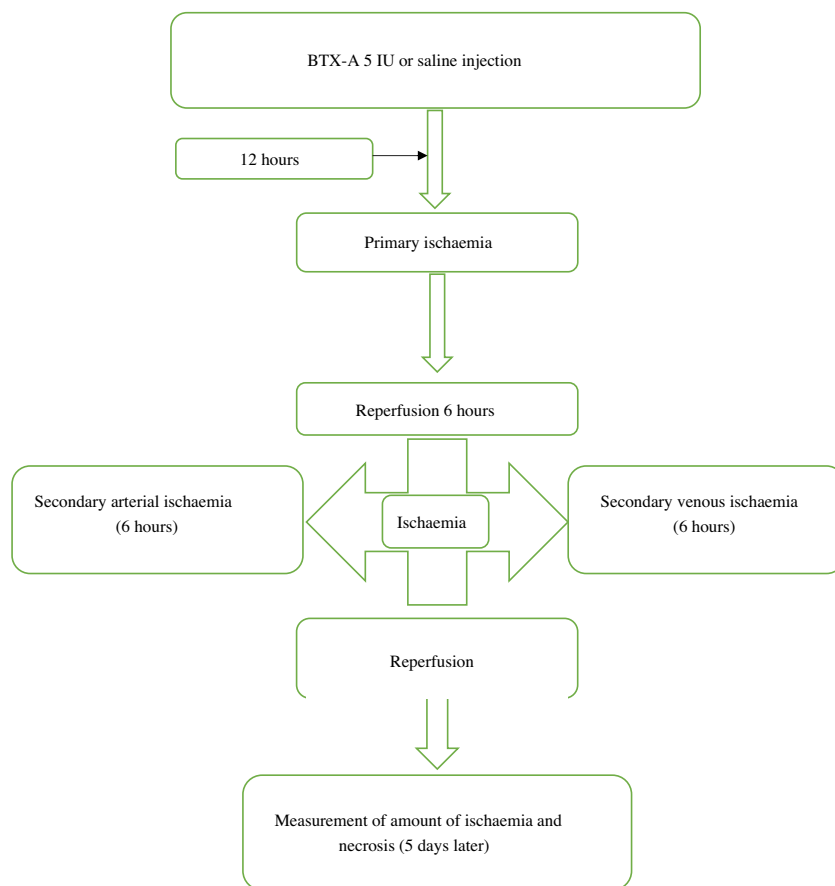 BTX-A 5 IU or saline injection
12 hours
Primary ischaemia
Reperfusion 6 hours
Secondary arterial ischaemia
(6 hours)
Ischaemia
Secondary venous ischaemia
(6 hours)
Reperfusion
Measurement of amount of ischaemia and
necrosis (5 days later)